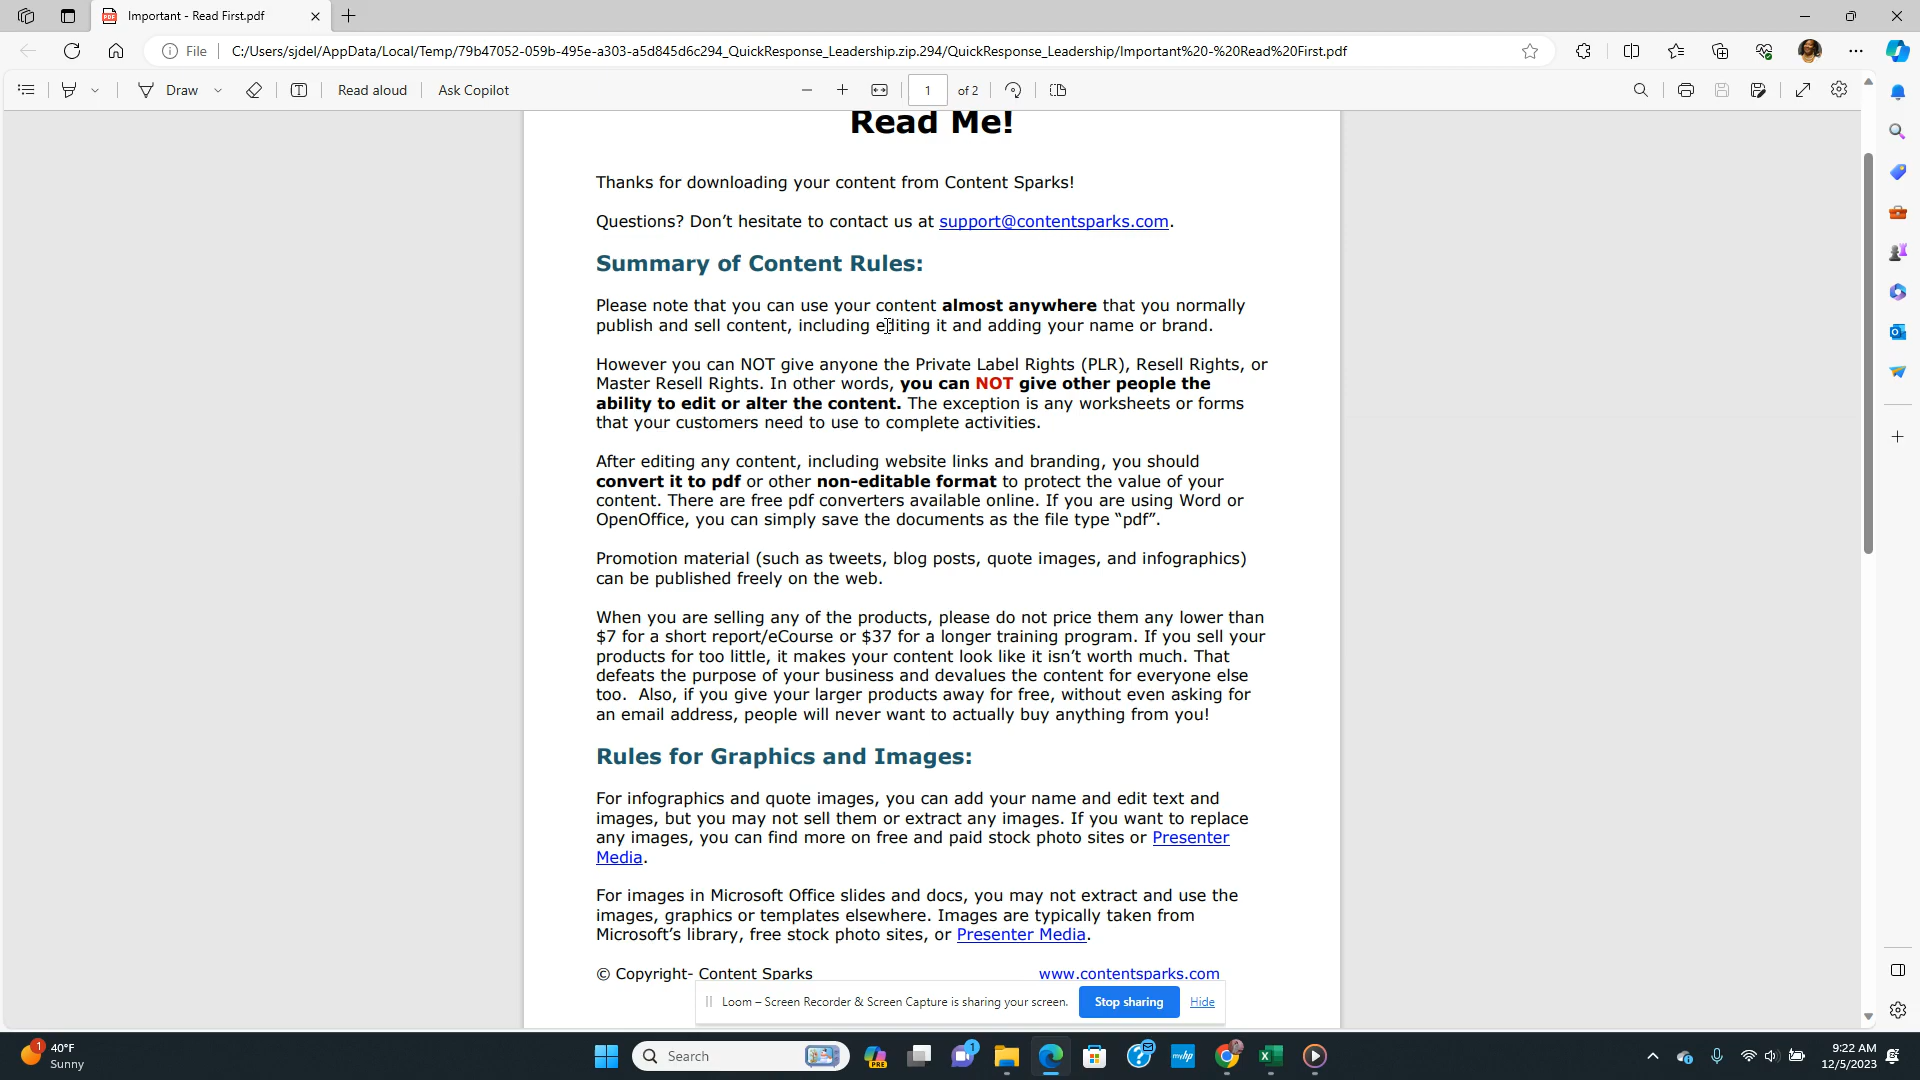 Important - Read First.pdf
File
C:/Users/sjdel/AppData/Local/Temp/79b47052-059b-495e-a303-a5d845d6c294_QuickResponse_Leadership.zip.294/QuickResponse_Leadership/Important%20-%20Read%20First.pdf
Draw
Read aloud
Ask Copilot
1 of 2
Read Me!
Thanks for downloading your content from Content Sparks!
Questions? Don’t hesitate to contact us at support@contentsparks.com.
Summary of Content Rules:
Please note that you can use your content almost anywhere that you normally
publish and sell content, including editing it and adding your name or brand.
However you can NOT give anyone the Private Label Rights (PLR), Resell Rights, or
Master Resell Rights. In other words, you can NOT give other people the
ability to edit or alter the content. The exception is any worksheets or forms
that your customers need to use to complete activities.
After editing any content, including website links and branding, you should
convert it to pdf or other non-editable format to protect the value of your
content. There are free pdf converters available online. If you are using Word or
OpenOffice, you can simply save the documents as the file type “pdf”.
Promotion material (such as tweets, blog posts, quote images, and infographics)
can be published freely on the web.
When you are selling any of the products, please do not price them any lower than
$7 for a short report/eCourse or $37 for a longer training program. If you sell your
products for too little, it makes your content look like it isn’t worth much. That
defeats the purpose of your business and devalues the content for everyone else
too. Also, if you give your larger products away for free, without even asking for
an email address, people will never want to actually buy anything from you!
Rules for Graphics and Images:
For infographics and quote images, you can add your name and edit text and
images, but you may not sell them or extract any images. If you want to replace
any images, you can find more on free and paid stock photo sites or Presenter
Media.
For images in Microsoft Office slides and docs, you may not extract and use the
images, graphics or templates elsewhere. Images are typically taken from
Microsoft’s library, free stock photo sites, or Presenter Media.
© Copyright- Content Sparks
www.contentsparks.com
Loom – Screen Recorder & Screen Capture is sharing your screen.
Stop sharing
Hide
1
40°F
Sunny
Search
PRE
1
myhp
9:22 AM
12/5/2023